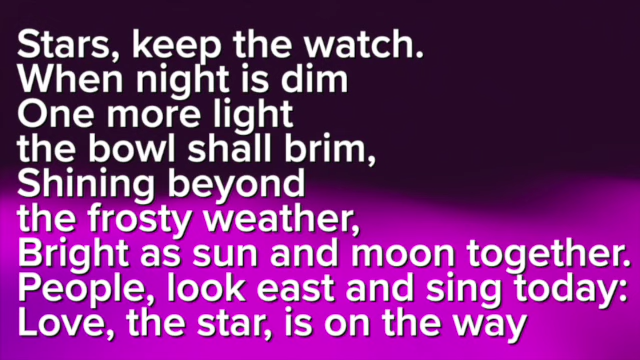 Stars, keep the watch.
When night is dim
One more light
the bowl shall brim,
Shining beyond
the frosty weather,
Bright as sun and moon together.
People, look east and sing today:
Love, the star, is on the way